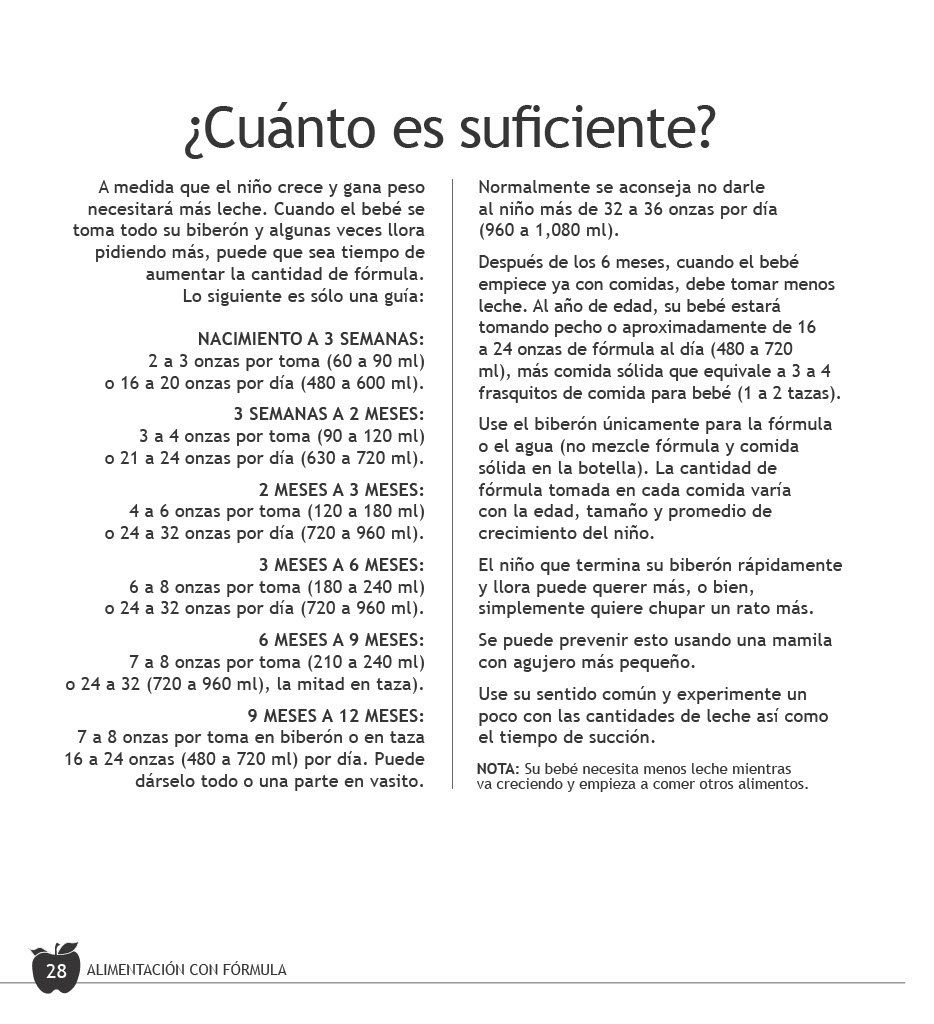 ¿Cuánto es suficiente?
A medida que el niño crece y gana peso
necesitará más leche. Cuando el bebé se
toma todo su biberón y algunas veces llora
pidiendo más, puede que sea tiempo de
aumentar la cantidad de fórmula.
Lo siguiente es sólo una guía:
NACIMIENTO A 3 SEMANAS:
2 a 3 onzas por toma (60 a 90 ml)
o 16 a 20 onzas por día (480 a 600 ml).
3 SEMANAS A 2 MESES:
3 a 4 onzas por toma (90 a 120 ml)
o 21 a 24 onzas por día (630 a 720 ml).
2 MESES A 3 MESES:
4 a 6 onzas por toma (120 a 180 ml)
o 24 a 32 onzas por día (720 a 960 ml).
3 MESES A 6 MESES:
6 a 8 onzas por toma (180 a 240 ml)
o 24 a 32 onzas por día (720 a 960 ml).
6 MESES A 9 MESES:
7 a 8 onzas por toma (210 a 240 ml)
o 24 a 32 (720 a 960 ml), la mitad en taza).
9 MESES A 12 MESES:
7 a 8 onzas por toma en biberón o en taza
16 a 24 onzas (480 a 720 ml) por día. Puede
dárselo todo o una parte en vasito.
Normalmente se aconseja no darle
al niño más de 32 a 36 onzas por día
(960 a 1,080 ml).
Después de los 6 meses, cuando el bebé
empiece ya con comidas, debe tomar menos
leche. Al año de edad, su bebé estará
tomando pecho o aproximadamente de 16
a 24 onzas de fórmula al día (480 a 720
ml), más comida sólida que equivale a 3 a 4
frasquitos de comida para bebé (1 a 2 tazas).
Use el biberón únicamente para la fórmula
o el agua (no mezcle fórmula y comida
sólida en la botella). La cantidad de
fórmula tomada en cada comida varía
con la edad, tamaño y promedio de
crecimiento del niño.
El niño que termina su biberón rápidamente
y llora puede querer más, o bien,
simplemente quiere chupar un rato más.
Se puede prevenir esto usando una mamila
con agujero más pequeño.
Use su sentido común y experimente un
poco con las cantidades de leche así como
el tiempo de succión.
NOTA: Su bebé necesita menos leche mientras
va creciendo y empieza a comer otros alimentos.
28 ALIMENTACIÓN CON FÓRMULA